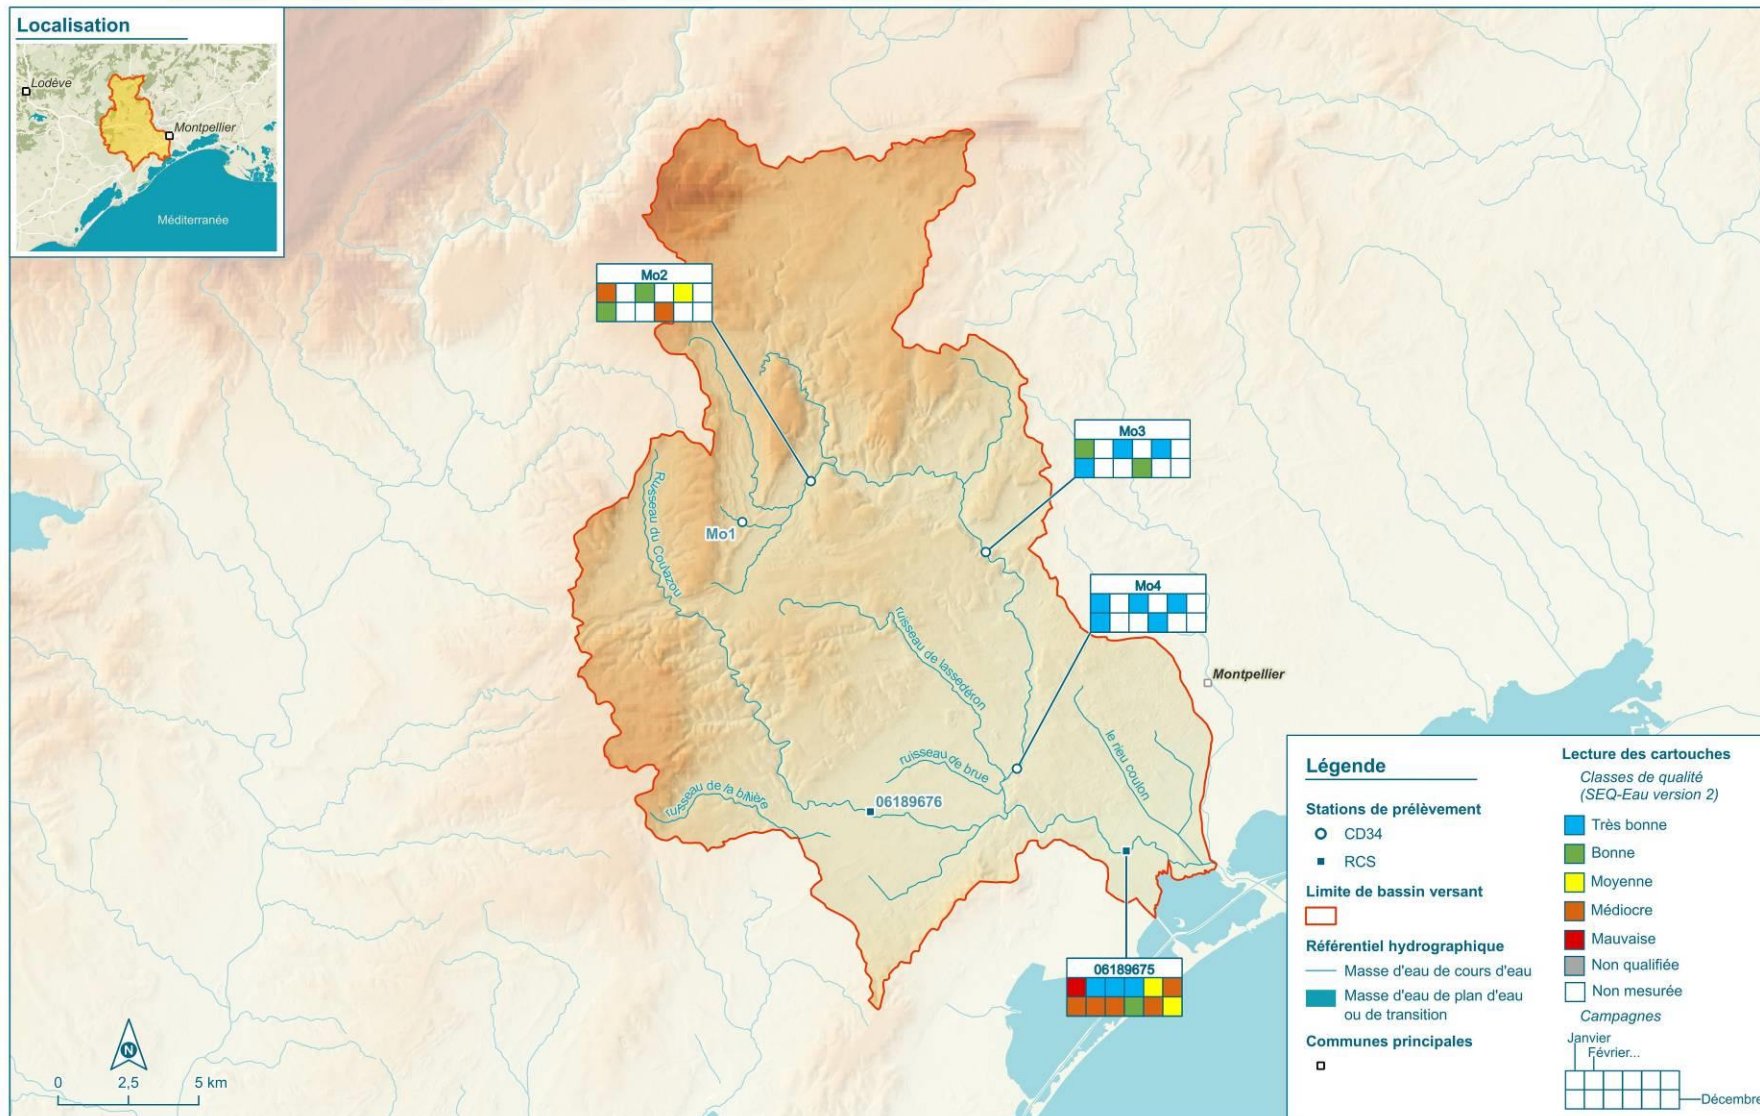 Localisation
Lodève
Montpellier
Méditerranée
Mo2
Mo3
Mo1
Ruisseau du Coulazou
Mo4
ruisseau de lassedéron
Montpellier
le rieu coulon
ruisseau de brue
ruisseau de la billière
06189676
06189675
N
0 2,5 5 km
Légende
Stations de prélèvement
CD34
RCS
Limite de bassin versant
Référentiel hydrographique
Masse d'eau de cours d'eau
Masse d'eau de plan d'eau
ou de transition
Communes principales
Lecture des cartouches
Classes de qualité
(SEQ-Eau version 2)
Très bonne
Bonne
Moyenne
Médiocre
Mauvaise
Non qualifiée
Non mesurée
Campagnes
Janvier
Février...
Décembre